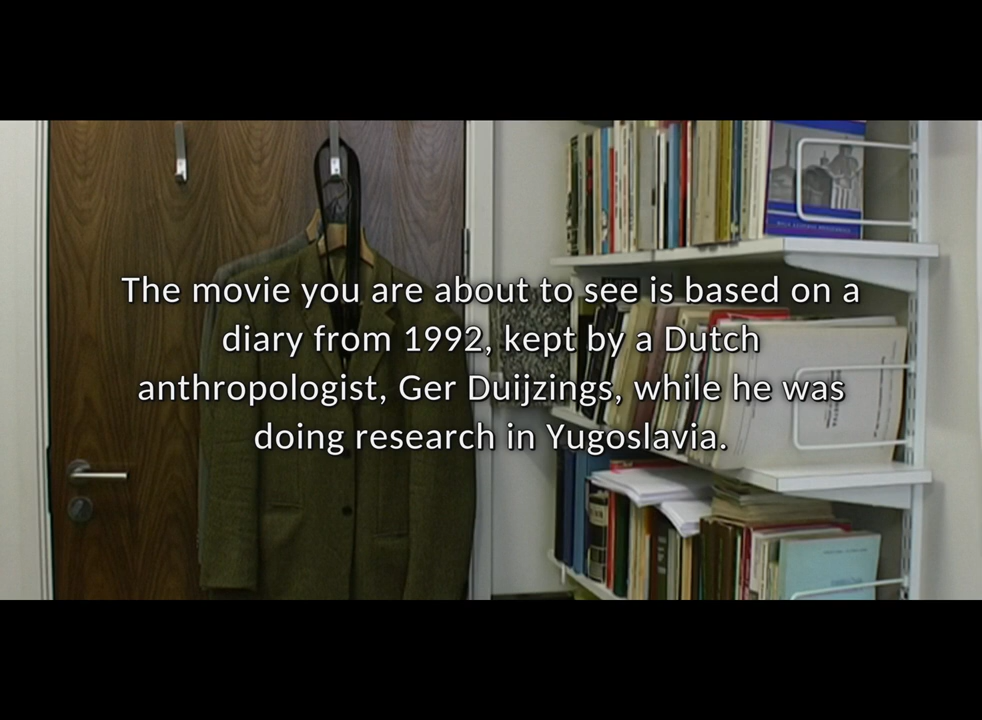 The movie you are about to see is based on a
diary from 1992, kept by a Dutch
anthropologist, Ger Duijzings, while he was
doing research in Yugoslavia.